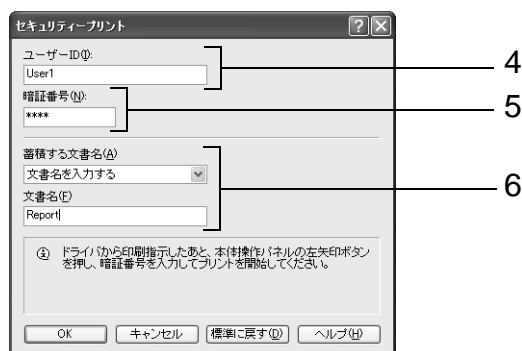 セキュリティープリント
ユーザーID(I):
User1
4
暗証番号(N):
5
****
蓄積する文書名(A)
文書名を入力する
6
文書名(F)
Report
ドライバから印刷指示したあと、本体操作パネルの左矢印ボタン
を押し、暗証番号を入力してプリントを開始してください。
OK キャンセル 標準に戻す(D) ヘルプ(H)